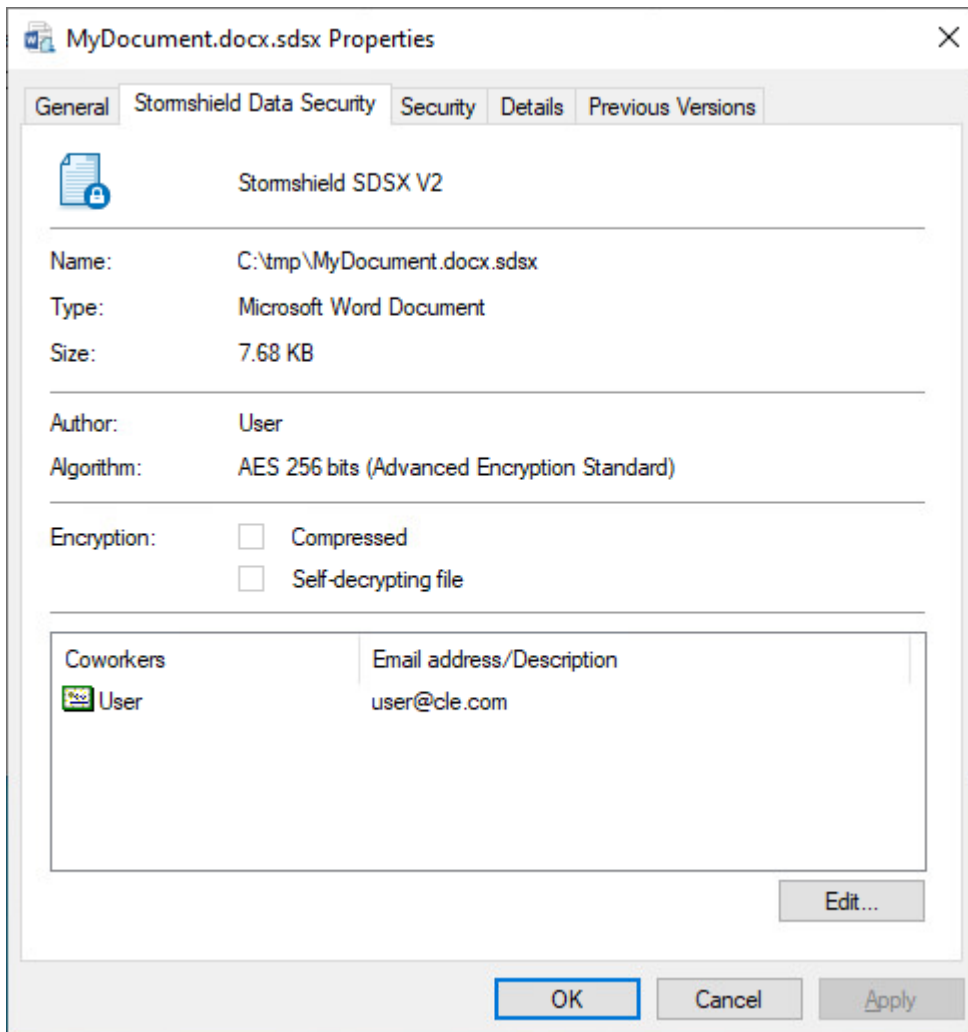 MyDocument.docx.sdsx Properties
General Stormshield Data Security Security Details Previous Versions
Stormshield SDSX V2
Name: C:\tmp\MyDocument.docx.sdsx
Type: Microsoft Word Document
Size: 7.68 KB
Author: User
Algorithm: AES 256 bits (Advanced Encryption Standard)
Encryption: Compressed
Self-decrypting file
Coworkers Email address/Description
User user@cle.com
Edit...
OK Cancel Apply